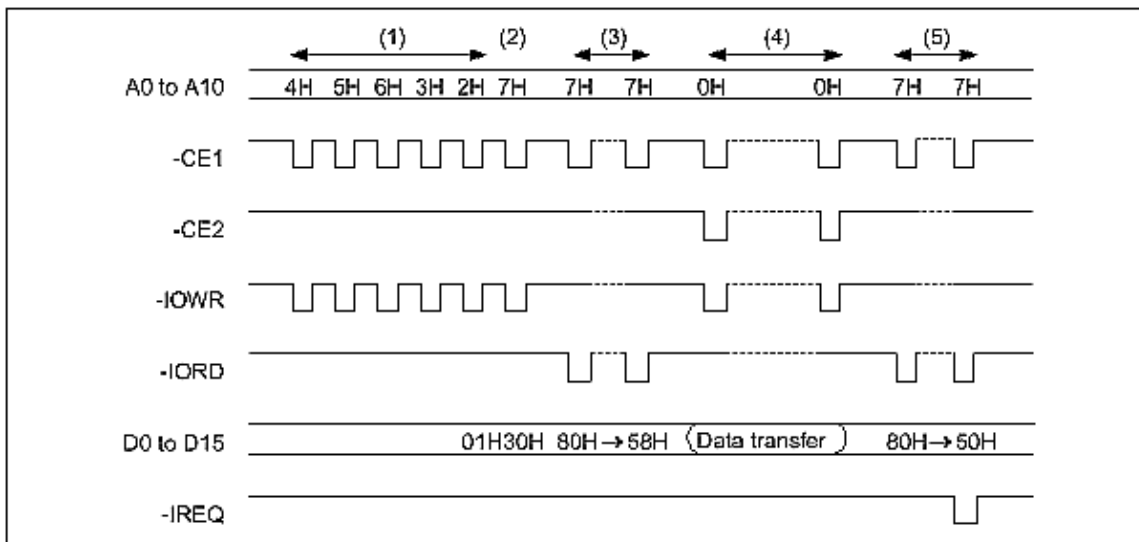 (1) (2) (3) (4) (5)
A0 to A10 4H 5H 6H 3H 2H 7H 7H 7H 0H 0H 7H 7H
-CE1
-CE2
-IOWR
-IORD
D0 to D15 01H30H 80H→58H (Data transfer) 80H→50H
-IREQ